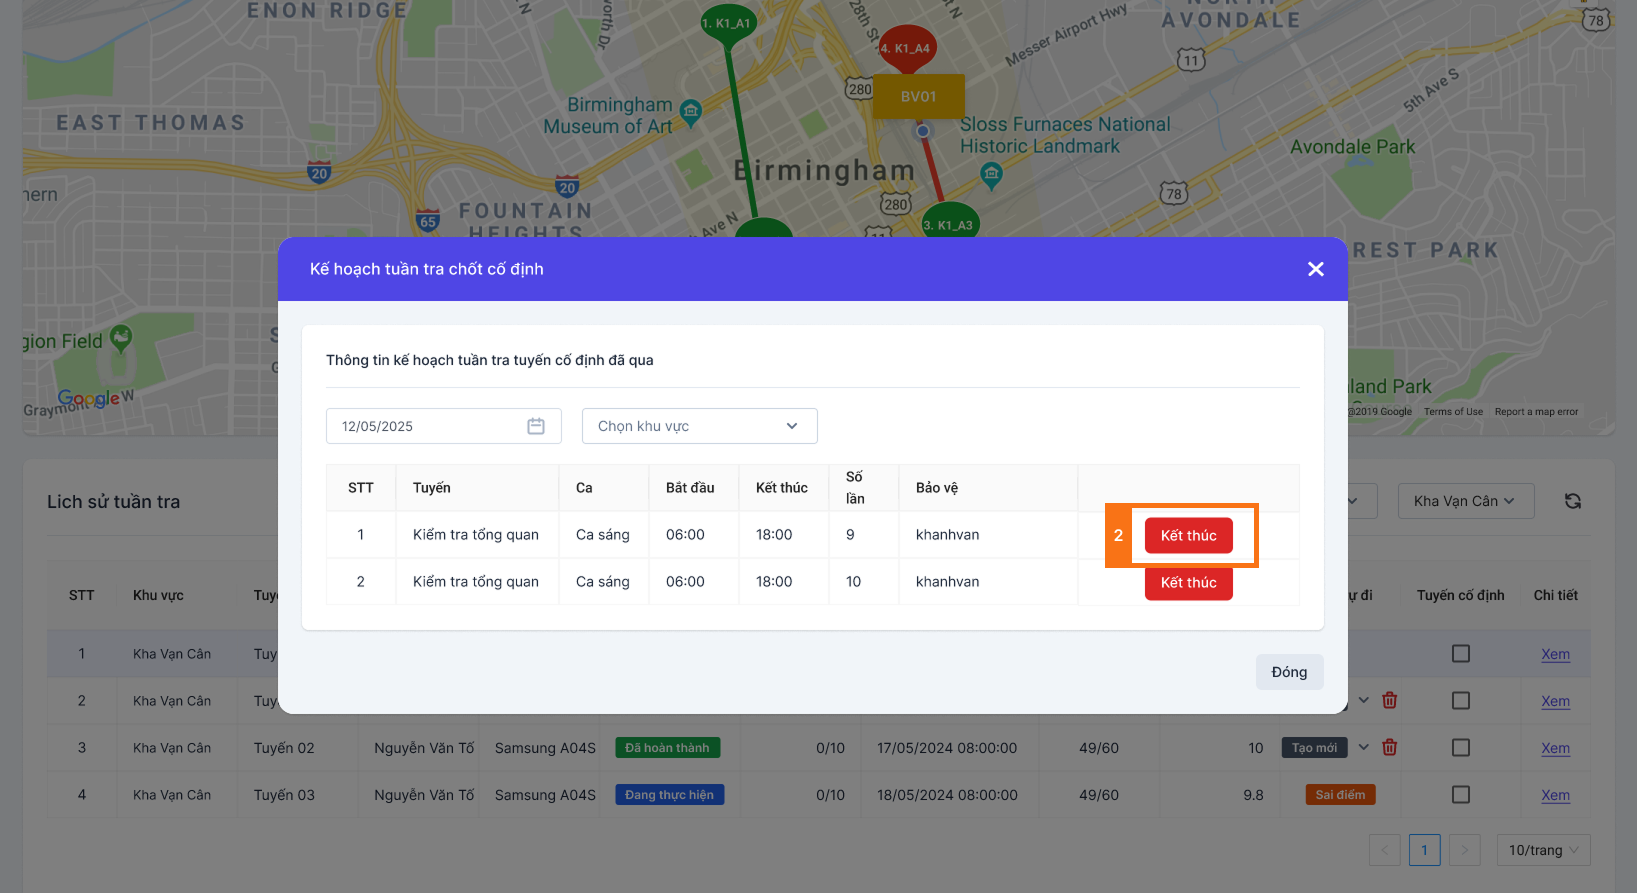 ENON RIDGE
NORTH
AVONDALE
78
1. K1_A1
28th St
4. K1_A4
Messer Airport Hwy
11
280
BV01
5th Ave S
Birmingham
Museum of Art
EAST THOMAS
Sloss Furnaces National
Historic Landmark
Avondale Park
Birmingham
20
20
78
65
280
FOUNTAIN
HEIGHTS
Ave N
11
3. K1_A3
REST PARK
Kế hoạch tuần tra chốt cố định
gion Field
Google
Graymont
W
land Park
@2019 Google
Terms of Use
Report a map error
Thông tin kế hoạch tuần tra tuyến cố định đã qua
12/05/2025
Chọn khu vực
STT Tuyến Ca Bắt đầu Kết thúc Số lần Bảo vệ
1 Kiểm tra tổng quan Ca sáng 06:00 18:00 9 khanhvan 2 Kết thúc
2 Kiểm tra tổng quan Ca sáng 06:00 18:00 10 khanhvan Kết thúc
Đóng
Lich sử tuần tra
Kha Vạn Cân
STT Khu vực Tuy ự đi Tuyến cố định Chi tiết
1 Kha Vạn Cân Tuy Xem
2 Kha Vạn Cân Tuy Xem
3 Kha Vạn Cân Tuyến 02 Nguyễn Văn Tố Samsung A04S Đã hoàn thành 0/10 17/05/2024 08:00:00 49/60 10 Tạo mới Xem
4 Kha Vạn Cân Tuyến 03 Nguyễn Văn Tố Samsung A04S Đang thực hiện 0/10 18/05/2024 08:00:00 49/60 9.8 Sai điểm Xem
< 1 > 10/trang